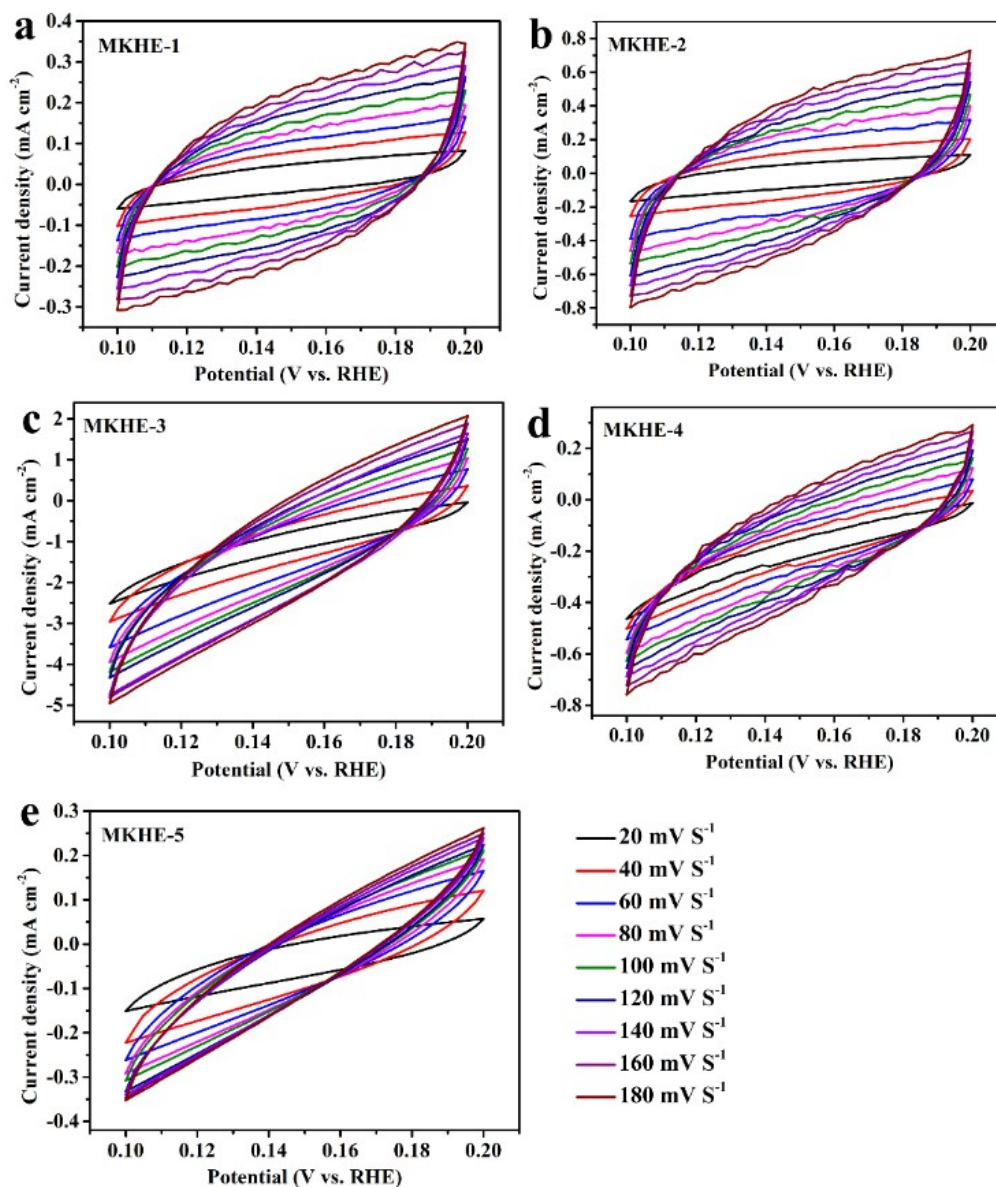 a
MKHE-1
Current density (mA cm⁻²)
0.4
0.3
0.2
0.1
0.0
-0.1
-0.2
-0.3
0.10 0.12 0.14 0.16 0.18 0.20
Potential (V vs. RHE)
b
MKHE-2
Current density (mA cm⁻²)
0.8
0.6
0.4
0.2
0.0
-0.2
-0.4
-0.6
-0.8
0.10 0.12 0.14 0.16 0.18 0.20
Potential (V vs. RHE)
c
MKHE-3
Current density (mA cm⁻²)
2
1
0
-1
-2
-3
-4
-5
0.10 0.12 0.14 0.16 0.18 0.20
Potential (V vs. RHE)
d
MKHE-4
Current density (mA cm⁻²)
0.2
0.0
-0.2
-0.4
-0.6
-0.8
0.10 0.12 0.14 0.16 0.18 0.20
Potential (V vs. RHE)
e
MKHE-5
Current density (mA cm⁻²)
0.3
0.2
0.1
0.0
-0.1
-0.2
-0.3
-0.4
0.10 0.12 0.14 0.16 0.18 0.20
Potential (V vs. RHE)
20 mV S⁻¹
40 mV S⁻¹
60 mV S⁻¹
80 mV S⁻¹
100 mV S⁻¹
120 mV S⁻¹
140 mV S⁻¹
160 mV S⁻¹
180 mV S⁻¹